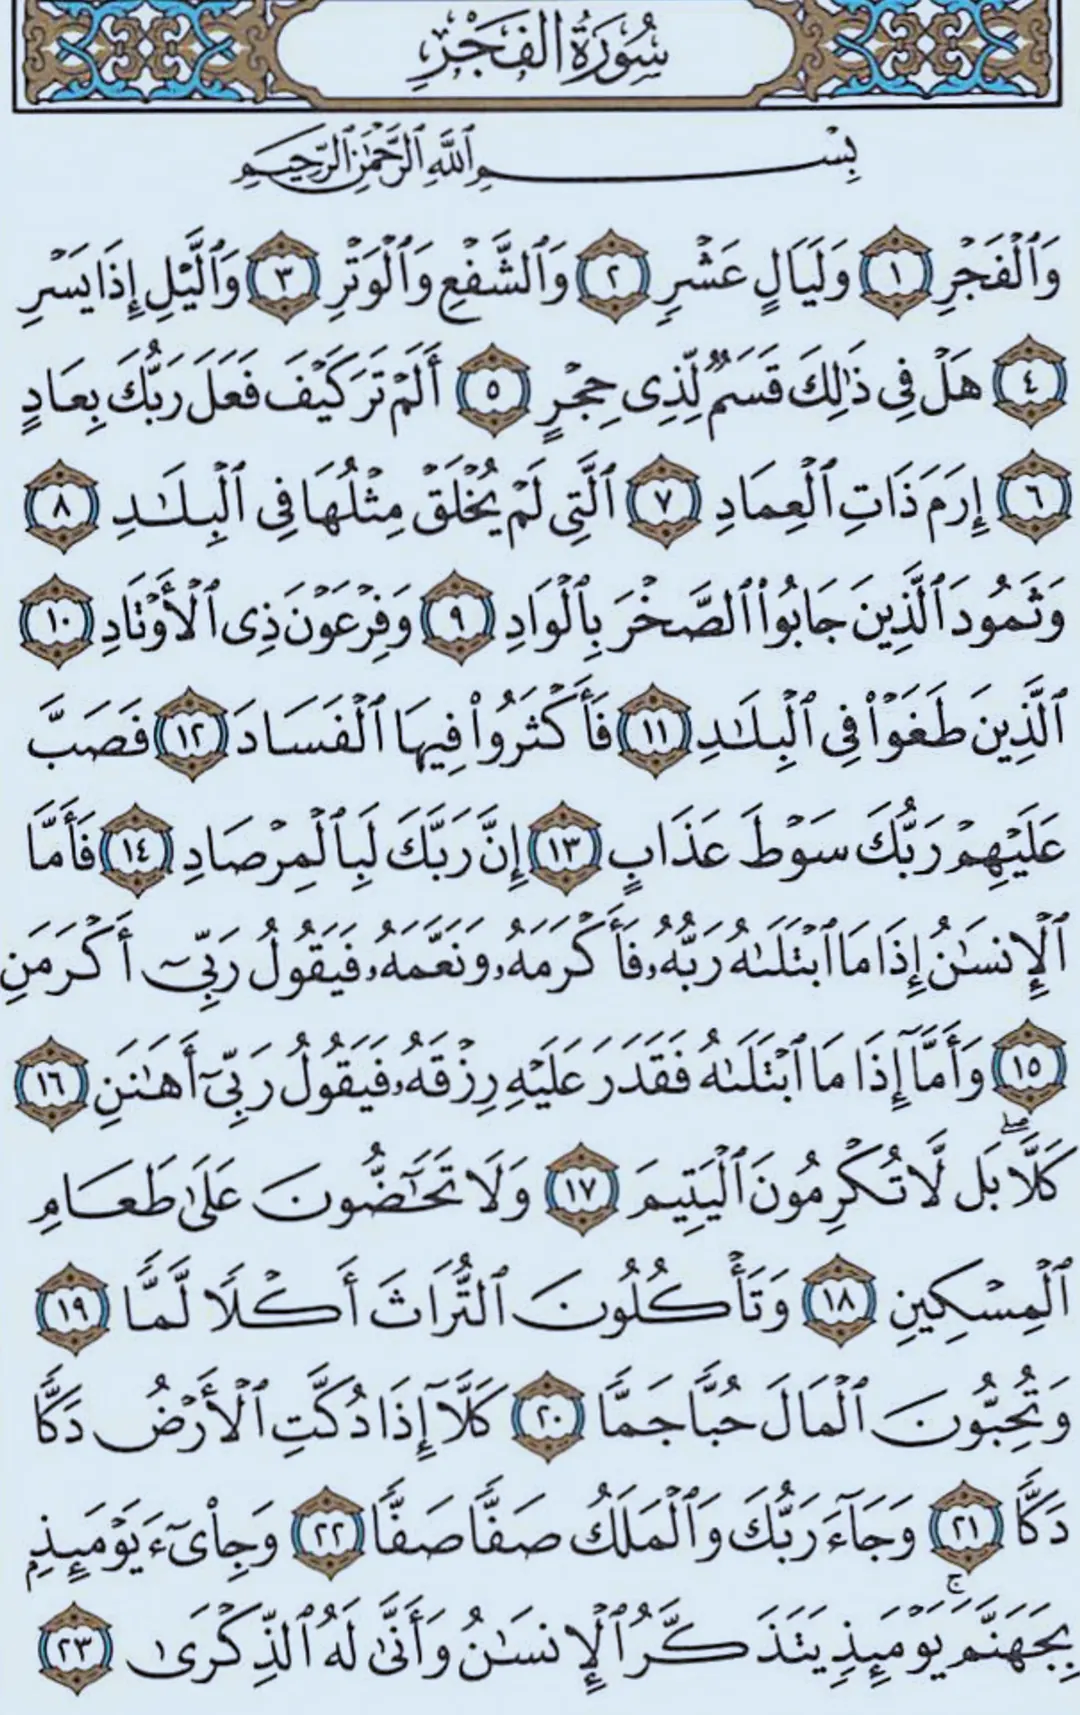 سُورَةُ الفَجْرِ
بِسْمِ ٱللَّهِ ٱلرَّحْمَٰنِ ٱلرَّحِيمِ
وَٱلْفَجْرِ ١ وَلَيَالٍ عَشْرٍ ٢ وَٱلشَّفْعِ وَٱلْوَتْرِ ٣ وَٱلَّيْلِ إِذَا يَسْرِ
٤ هَلْ فِى ذَٰلِكَ قَسَمٌ لِّذِى حِجْرٍ ٥ أَلَمْ تَرَ كَيْفَ فَعَلَ رَبُّكَ بِعَادٍ
٦ إِرَمَ ذَاتِ ٱلْعِمَادِ ٧ ٱلَّتِى لَمْ يُخْلَقْ مِثْلُهَا فِى ٱلْبِلَٰدِ ٨
وَثَمُودَ ٱلَّذِينَ جَابُوا۟ ٱلصَّخْرَ بِٱلْوَادِ ٩ وَفِرْعَوْنَ ذِى ٱلْأَوْتَادِ ١٠
ٱلَّذِينَ طَغَوْا۟ فِى ٱلْبِلَٰدِ ١١ فَأَكْثَرُوا۟ فِيهَا ٱلْفَسَادَ ١٢ فَصَبَّ
عَلَيْهِمْ رَبُّكَ سَوْطَ عَذَابٍ ١٣ إِنَّ رَبَّكَ لَبِٱلْمِرْصَادِ ١٤ فَأَمَّا
ٱلْإِنسَٰنُ إِذَا مَا ٱبْتَلَىٰهُ رَبُّهُۥ فَأَكْرَمَهُۥ وَنَعَّمَهُۥ فَيَقُولُ رَبِّىٓ أَكْرَمَنِ
١٥ وَأَمَّآ إِذَا مَا ٱبْتَلَىٰهُ فَقَدَرَ عَلَيْهِ رِزْقَهُۥ فَيَقُولُ رَبِّىٓ أَهَٰنَنِ ١٦
كَلَّاۖ بَل لَّا تُكْرِمُونَ ٱلْيَتِيمَ ١٧ وَلَا تَحَٰٓضُّونَ عَلَىٰ طَعَامِ
ٱلْمِسْكِينِ ١٨ وَتَأْكُلُونَ ٱلتُّرَاثَ أَكْلًا لَّمًّا ١٩
وَتُحِبُّونَ ٱلْمَالَ حُبًّا جَمًّا ٢٠ كَلَّآ إِذَا دُكَّتِ ٱلْأَرْضُ دَكًّا
دَكًّا ٢١ وَجَآءَ رَبُّكَ وَٱلْمَلَكُ صَفًّا صَفًّا ٢٢ وَجِا۟ىٓءَ يَوْمَئِذٍۭ
بِجَهَنَّمَۚ يَوْمَئِذٍ يَتَذَكَّرُ ٱلْإِنسَٰنُ وَأَنَّىٰ لَهُ ٱلذِّكْرَىٰ ٢٣